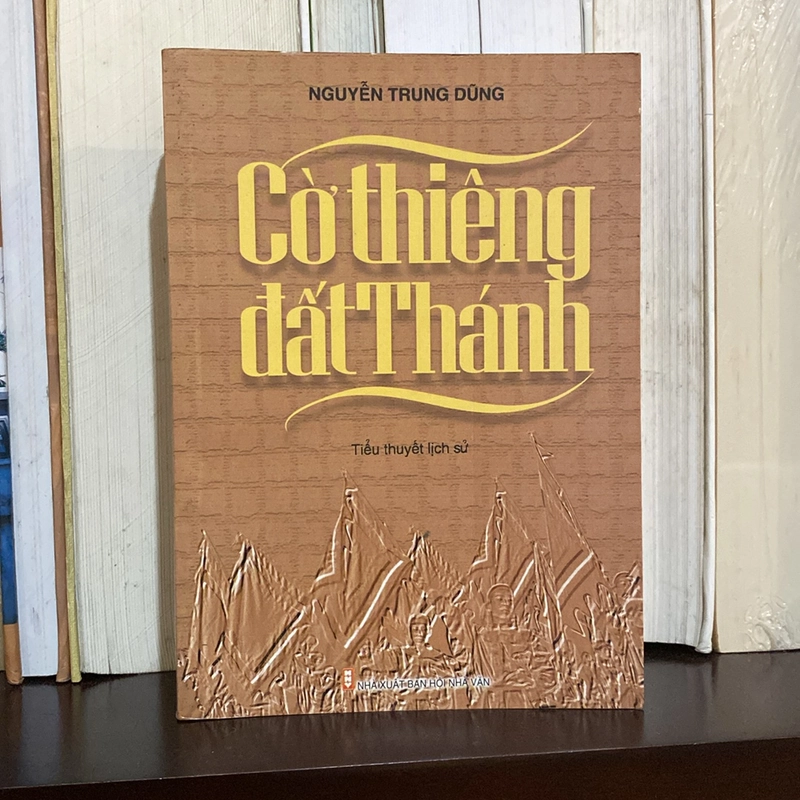 NGUYỄN TRUNG DŨNG
Cờ thiêng
đất Thánh
Tiểu thuyết lịch sử
NHÀ XUẤT BẢN HỘI NHÀ VĂN